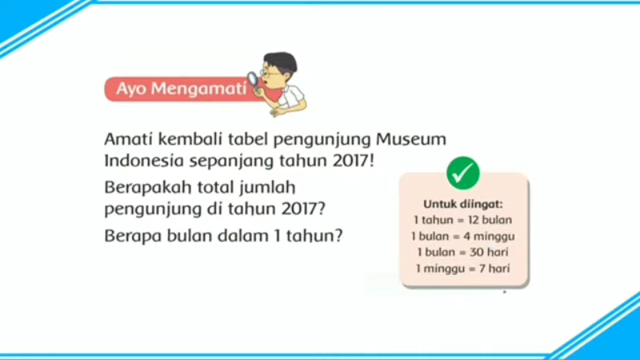 Ayo Mengamati
Amati kembali tabel pengunjung Museum
Indonesia sepanjang tahun 2017!
Berapakah total jumlah
pengunjung di tahun 2017?
Berapa bulan dalam 1 tahun?
Untuk diingat:
1 tahun = 12 bulan
1 bulan = 4 minggu
1 bulan = 30 hari
1 minggu = 7 hari